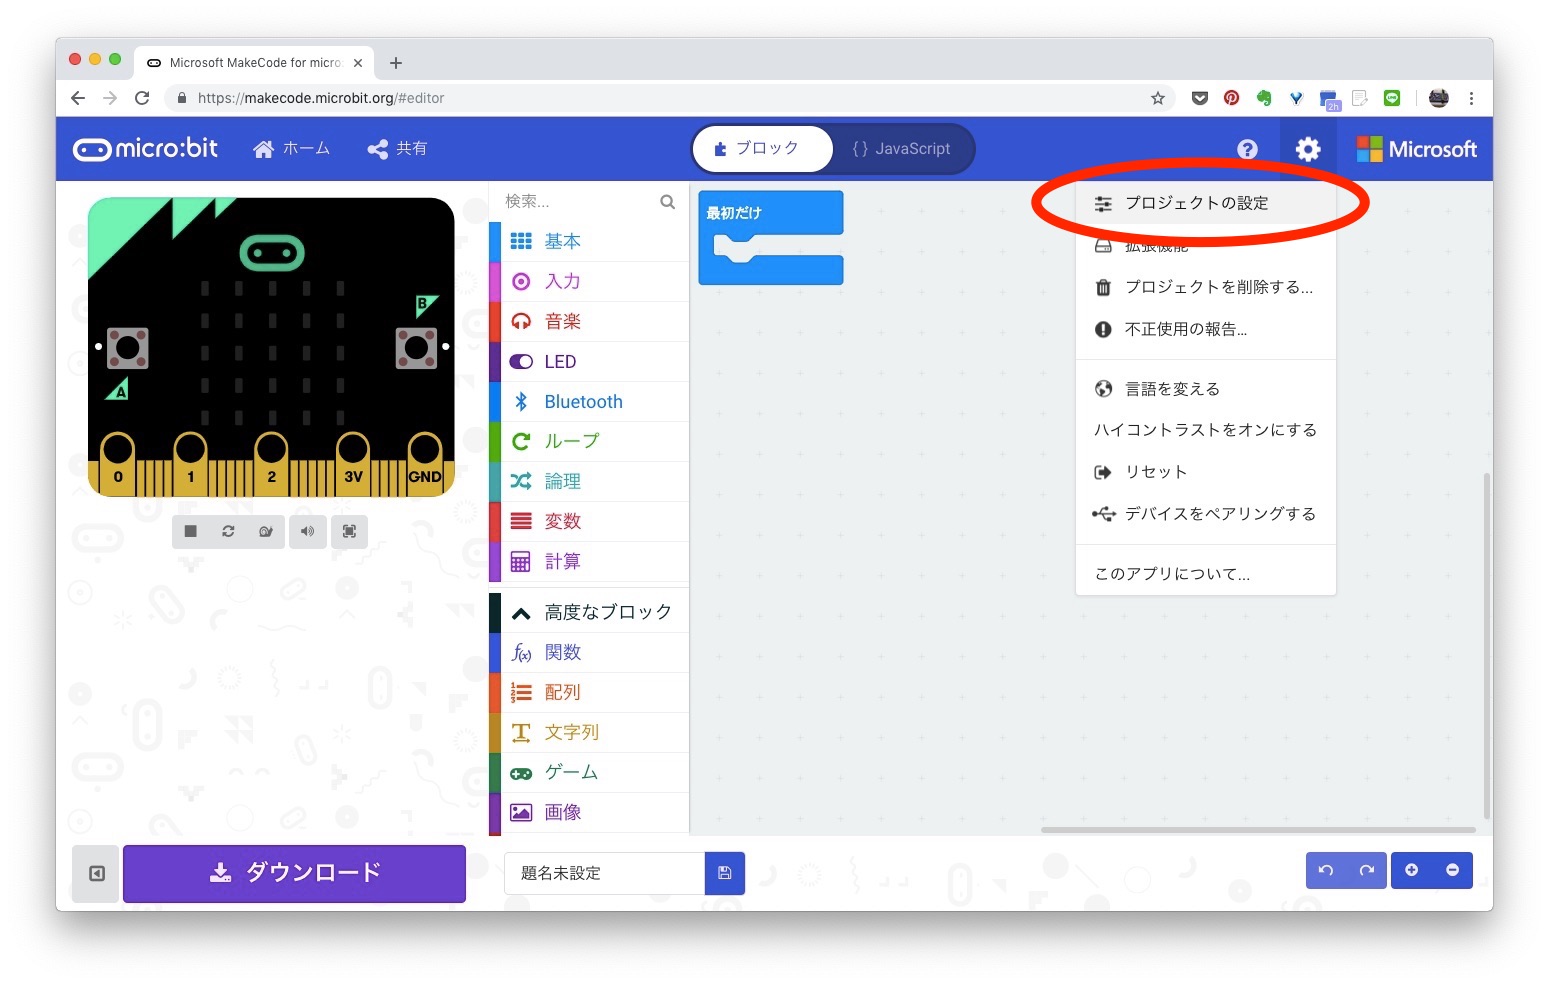 Microsoft MakeCode for micro:
https://makecode.microbit.org/#editor
2h
micro:bit
ホーム
共有
ブロック
{ } JavaScript
Microsoft
検索...
基本
入力
音楽
LED
Bluetooth
ループ
論理
変数
計算
高度なブロック
関数
配列
文字列
ゲーム
画像
最初だけ
プロジェクトの設定
拡張機能
プロジェクトを削除する...
不正使用の報告...
言語を変える
ハイコントラストをオンにする
リセット
デバイスをペアリングする
このアプリについて...
B
A
0 1 2 3V GND
ダウンロード
題名未設定